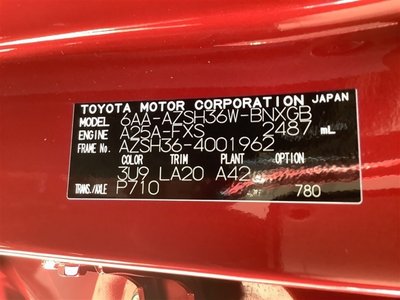 TOYOTA MOTOR CORPORATION JAPAN
MODEL 6AA-AZSH36W-BNXGB
ENGINE A25A-FXS 2487 mL
FRAME No. AZSH36-4001962
COLOR TRIM PLANT OPTION
3U9 LA20 A42
TRANS./AXLE P710 780